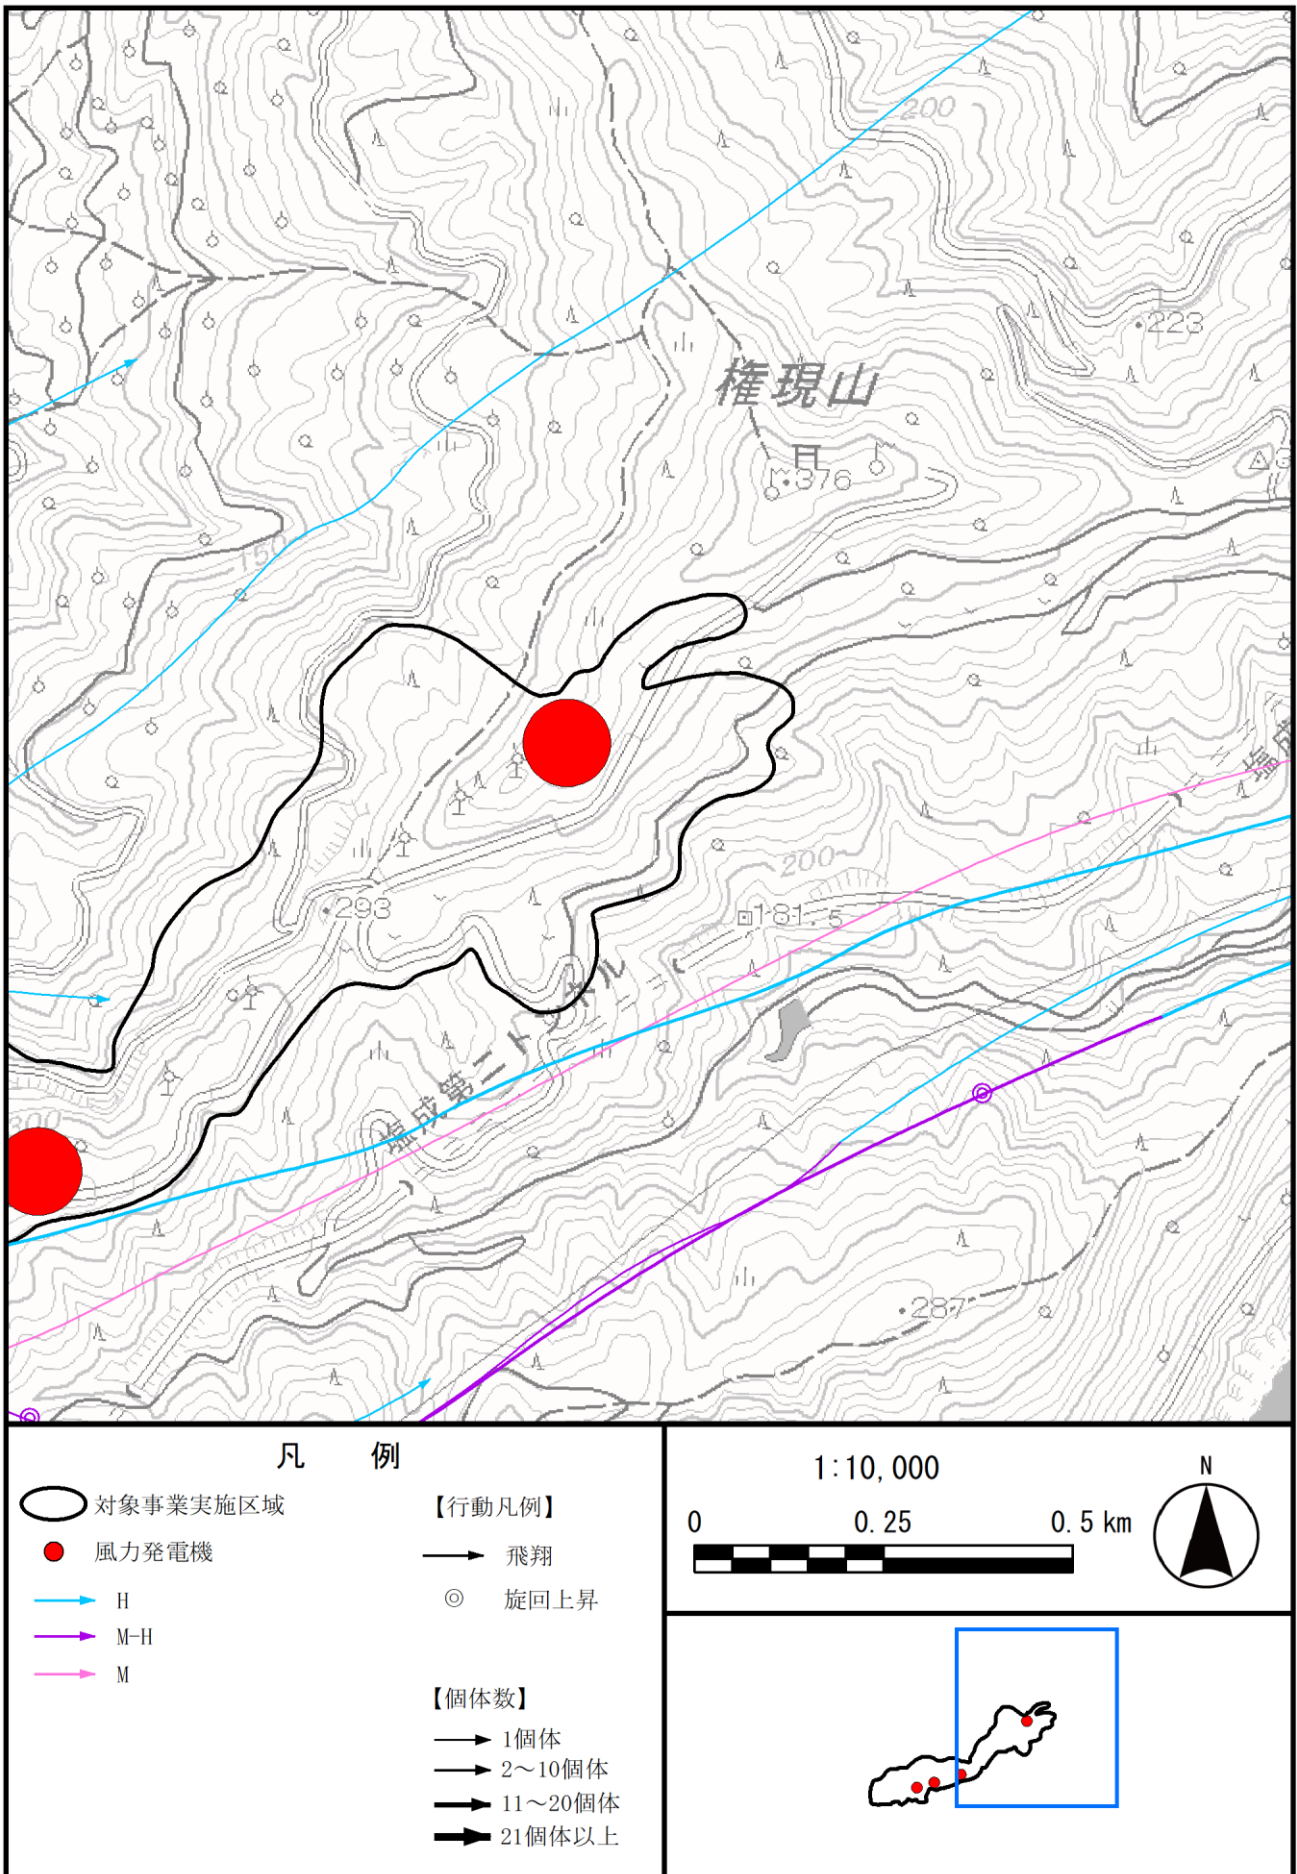 200
223
権現山
376
150
塩成
200
181.5
293
塩成第二トンネル
300
287
凡 例
対象事業実施区域
風力発電機
H
M-H
M
【行動凡例】
飛翔
旋回上昇
【個体数】
1個体
2～10個体
11～20個体
21個体以上
1:10,000
0 0.25 0.5 km
N